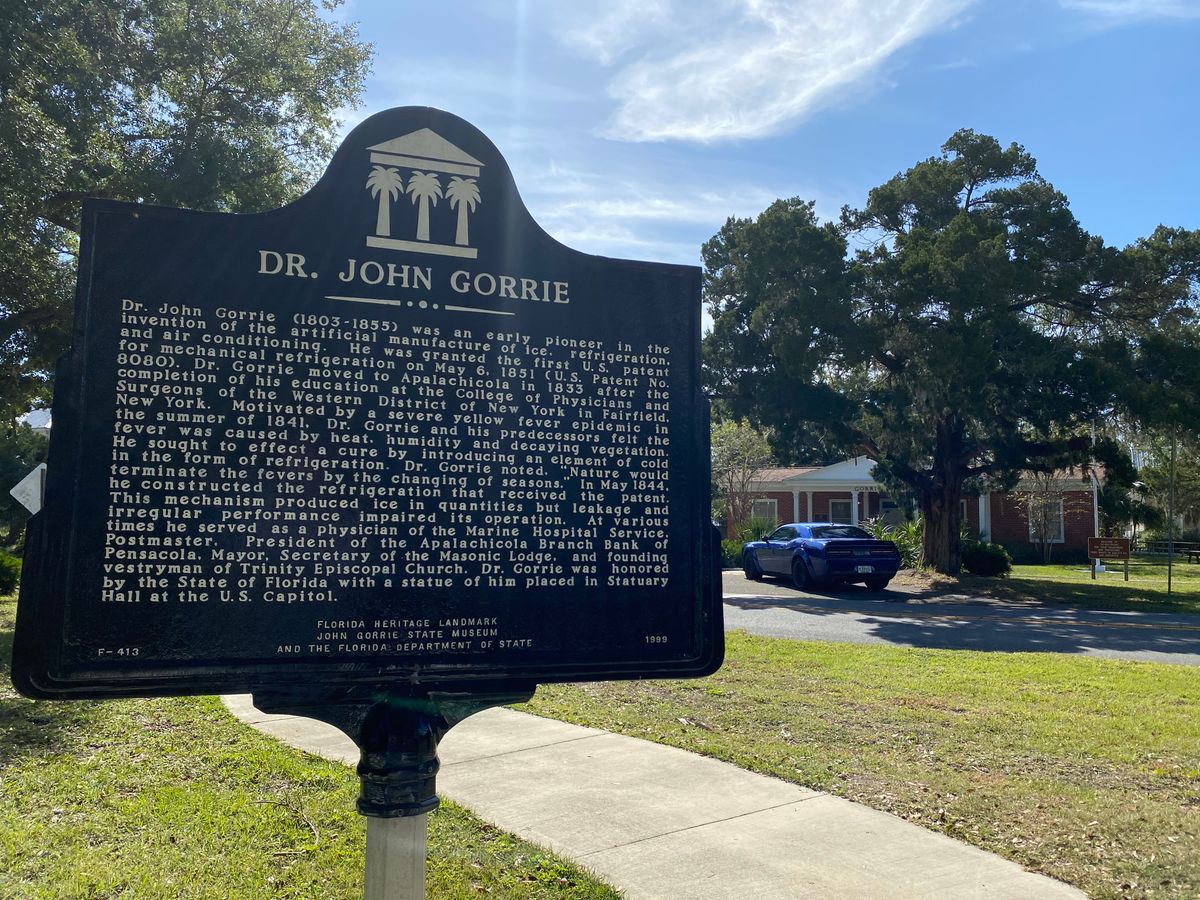 DR. JOHN GORRIE
Dr. John Gorrie (1803-1855) was an early pioneer in the
invention of the artificial manufacture of ice, refrigeration,
and air conditioning. He was granted the first U.S. patent
for mechanical refrigeration on May 6, 1851 (U.S. Patent No.
8080). Dr. Gorrie moved to Apalachicola in 1833 after the
completion of his education at the College of Physicians and
Surgeons of the Western District of New York in Fairfield,
New York. Motivated by a severe yellow fever epidemic in
the summer of 1841, Dr. Gorrie and his predecessors felt the
fever was caused by heat, humidity and decaying vegetation.
He sought to effect a cure by introducing an element of cold
in the form of refrigeration. Dr. Gorrie noted, "Nature would
terminate the fevers by the changing of seasons." In May 1844,
he constructed the refrigeration that received the patent.
This mechanism produced ice in quantities but leakage and
irregular performance impaired its operation. At various
times he served as a physician of the Marine Hospital Service,
Postmaster, President of the Apalachicola Branch Bank of
Pensacola, Mayor, Secretary of the Masonic Lodge, and founding
vestryman of Trinity Episcopal Church. Dr. Gorrie was honored
by the State of Florida with a statue of him placed in Statuary
Hall at the U.S. Capitol.
FLORIDA HERITAGE LANDMARK
JOHN GORRIE STATE MUSEUM
AND THE FLORIDA DEPARTMENT OF STATE
F-413
1999